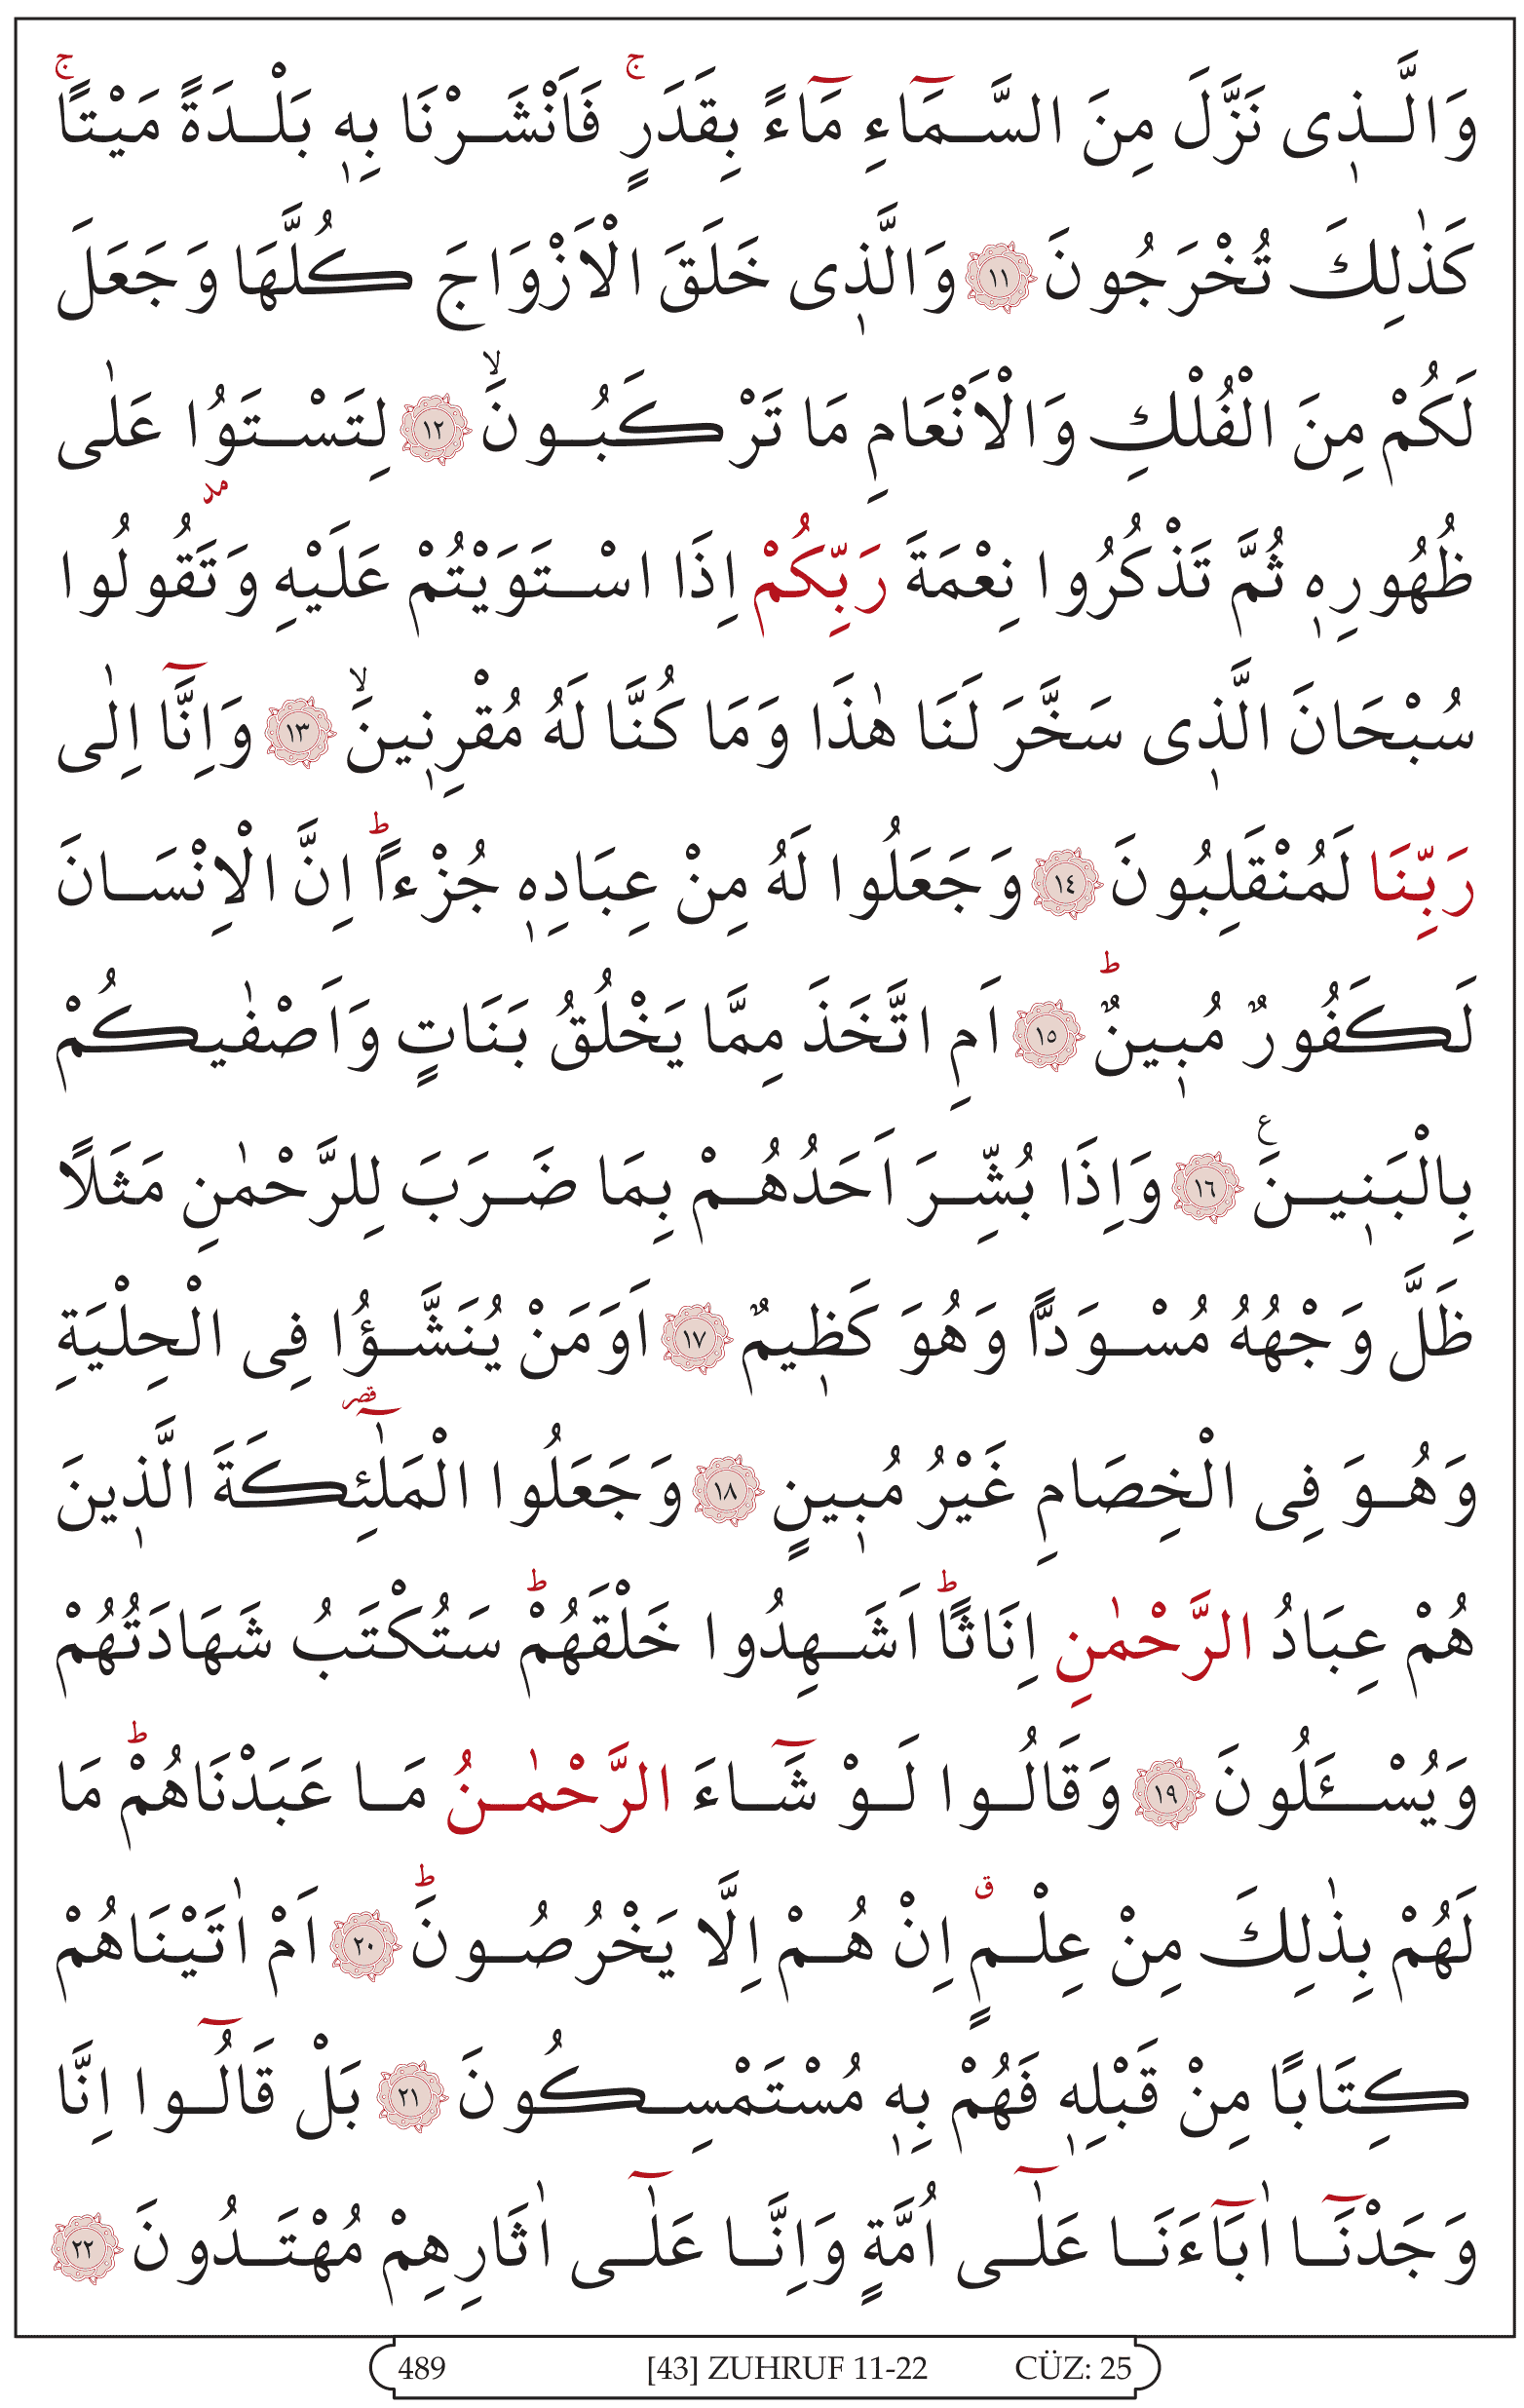 وَالَّذ۪ى نَزَّلَ مِنَ السَّمَٓاءِ مَٓاءً بِقَدَرٍۚ فَاَنْشَرْنَا بِه۪ بَلْدَةً مَيْتًاۚ
كَذٰلِكَ تُخْرَجُونَ ﴿١١﴾ وَالَّذ۪ى خَلَقَ الْاَزْوَاجَ كُلَّهَا وَجَعَلَ
لَكُمْ مِنَ الْفُلْكِ وَالْاَنْعَامِ مَا تَرْكَبُونَۙ ﴿١٢﴾ لِتَسْتَوُا عَلٰى
ظُهُورِه۪ ثُمَّ تَذْكُرُوا نِعْمَةَ رَبِّكُمْ اِذَا اسْتَوَيْتُمْ عَلَيْهِ وَتَقُولُوا مد
سُبْحَانَ الَّذ۪ى سَخَّرَ لَنَا هٰذَا وَمَا كُنَّا لَهُ مُقْرِن۪ينَۙ ﴿١٣﴾ وَاِنَّٓا اِلٰى
رَبِّنَا لَمُنْقَلِبُونَ ﴿١٤﴾ وَجَعَلُوا لَهُ مِنْ عِبَادِه۪ جُزْءاًؕ اِنَّ الْاِنْسَانَ
لَكَفُورٌ مُب۪ينٌؕ ﴿١٥﴾ اَمِ اتَّخَذَ مِمَّا يَخْلُقُ بَنَاتٍ وَاَصْفٰيكُمْ
بِالْبَن۪ينَ ع ﴿١٦﴾ وَاِذَا بُشِّرَ اَحَدُهُمْ بِمَا ضَرَبَ لِلرَّحْمٰنِ مَثَلًا
ظَلَّ وَجْهُهُ مُسْوَدًّا وَهُوَ كَظ۪يمٌ ﴿١٧﴾ اَوَمَنْ يُنَشَّؤُا فِى الْحِلْيَةِ
وَهُوَ فِى الْخِصَامِ غَيْرُ مُب۪ينٍ ﴿١٨﴾ وَجَعَلُوا الْمَلٰٓئِكَةَ قصر الَّذ۪ينَ
هُمْ عِبَادُ الرَّحْمٰنِ اِنَاثًاؕ اَشَهِدُوا خَلْقَهُمْؕ سَتُكْتَبُ شَهَادَتُهُمْ
وَيُسْـَٔلُونَ ﴿١٩﴾ وَقَالُوا لَوْ شَٓاءَ الرَّحْمٰنُ مَا عَبَدْنَاهُمْؕ مَا
لَهُمْ بِذٰلِكَ مِنْ عِلْمٍ ق اِنْ هُمْ اِلَّا يَخْرُصُونَؕ ﴿٢٠﴾ اَمْ اٰتَيْنَاهُمْ
كِتَابًا مِنْ قَبْلِه۪ فَهُمْ بِه۪ مُسْتَمْسِكُونَ ﴿٢١﴾ بَلْ قَالُٓوا اِنَّا
وَجَدْنَٓا اٰبَٓاءَنَا عَلٰٓى اُمَّةٍ وَاِنَّا عَلٰٓى اٰثَارِهِمْ مُهْتَدُونَ ﴿٢٢﴾
489 [43] ZUHRUF 11-22 CÜZ: 25